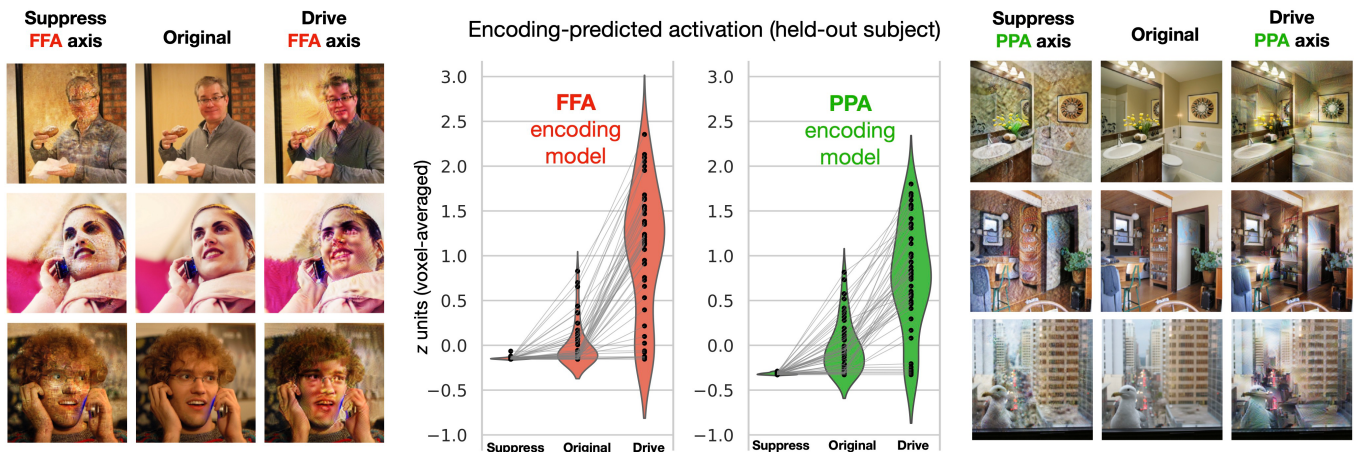 Suppress
FFA axis
Original
Drive
FFA axis
Encoding-predicted activation (held-out subject)
z units (voxel-averaged)
3.0
2.5
2.0
1.5
1.0
0.5
0.0
−0.5
−1.0
FFA
encoding
model
Suppress Original Drive
3.0
2.5
2.0
1.5
1.0
0.5
0.0
−0.5
−1.0
PPA
encoding
model
Suppress Original Drive
Suppress
PPA axis
Original
Drive
PPA axis